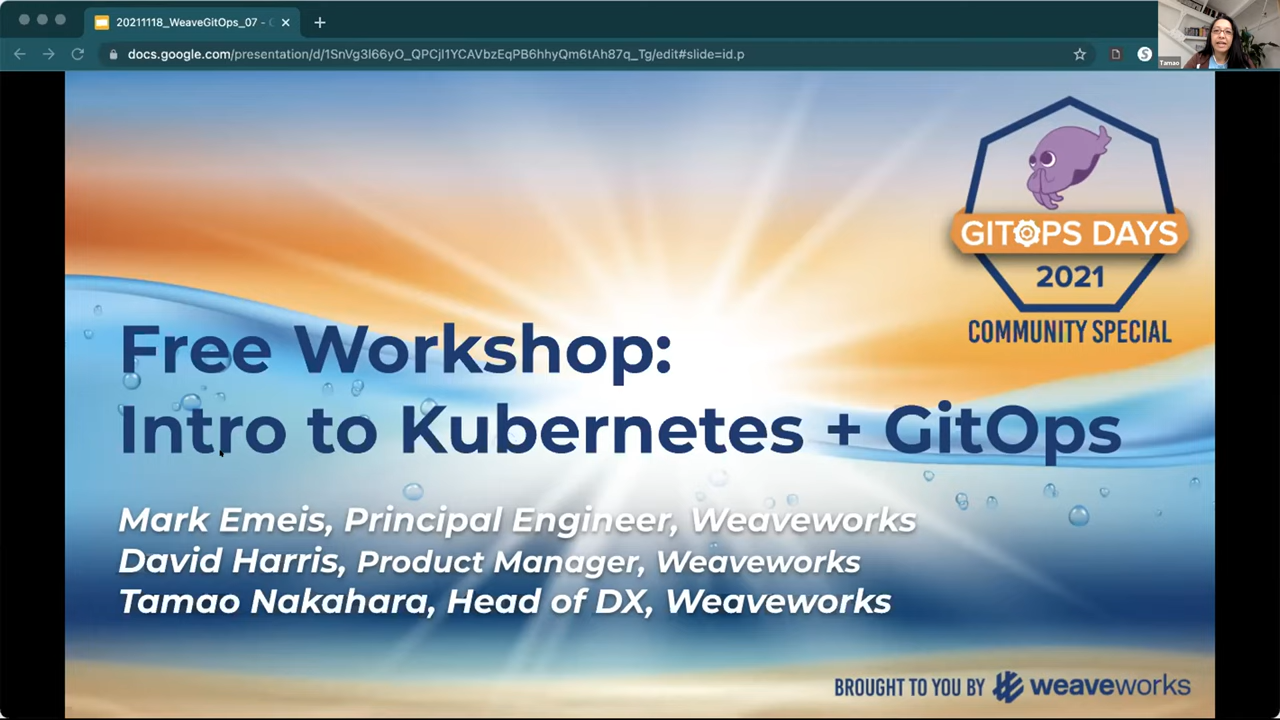 20211118_WeaveGitOps_07 -
docs.google.com/presentation/d/1SnVg3l66yO_QPCjl1YCAVbzEqPB6hhyQm6tAh87q_Tg/edit#slide=id.p
Tamao
GITOPS DAYS
2021
COMMUNITY SPECIAL
Free Workshop:
Intro to Kubernetes + GitOps
Mark Emeis, Principal Engineer, Weaveworks
David Harris, Product Manager, Weaveworks
Tamao Nakahara, Head of DX, Weaveworks
BROUGHT TO YOU BY weaveworks